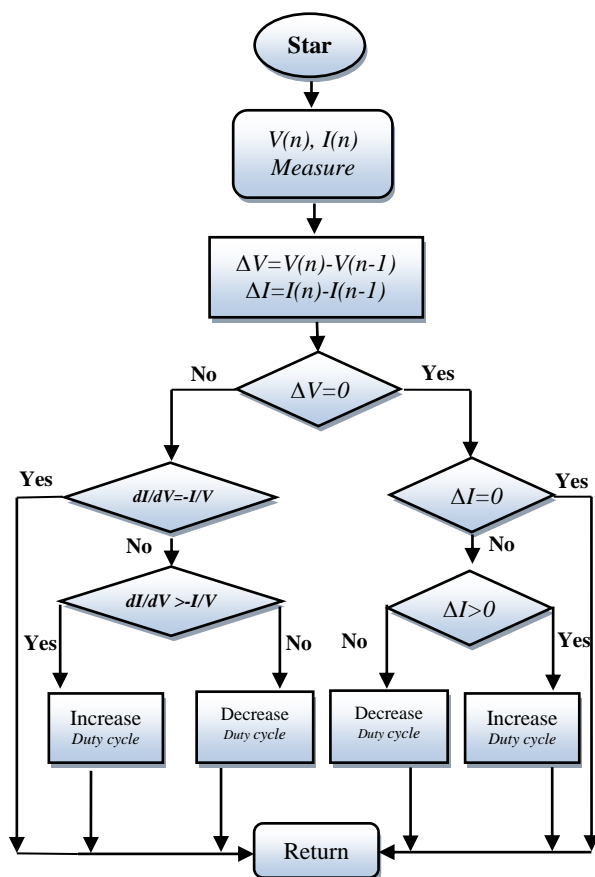 Star
V(n), I(n)
Measure
ΔV=V(n)-V(n-1)
ΔI=I(n)-I(n-1)
No
Yes
ΔV=0
Yes
dI/dV=-I/V
ΔI=0
Yes
No
No
dI/dV >-I/V
ΔI>0
Yes
No
No
Yes
Increase
Duty cycle
Decrease
Duty cycle
Decrease
Duty cycle
Increase
Duty cycle
Return